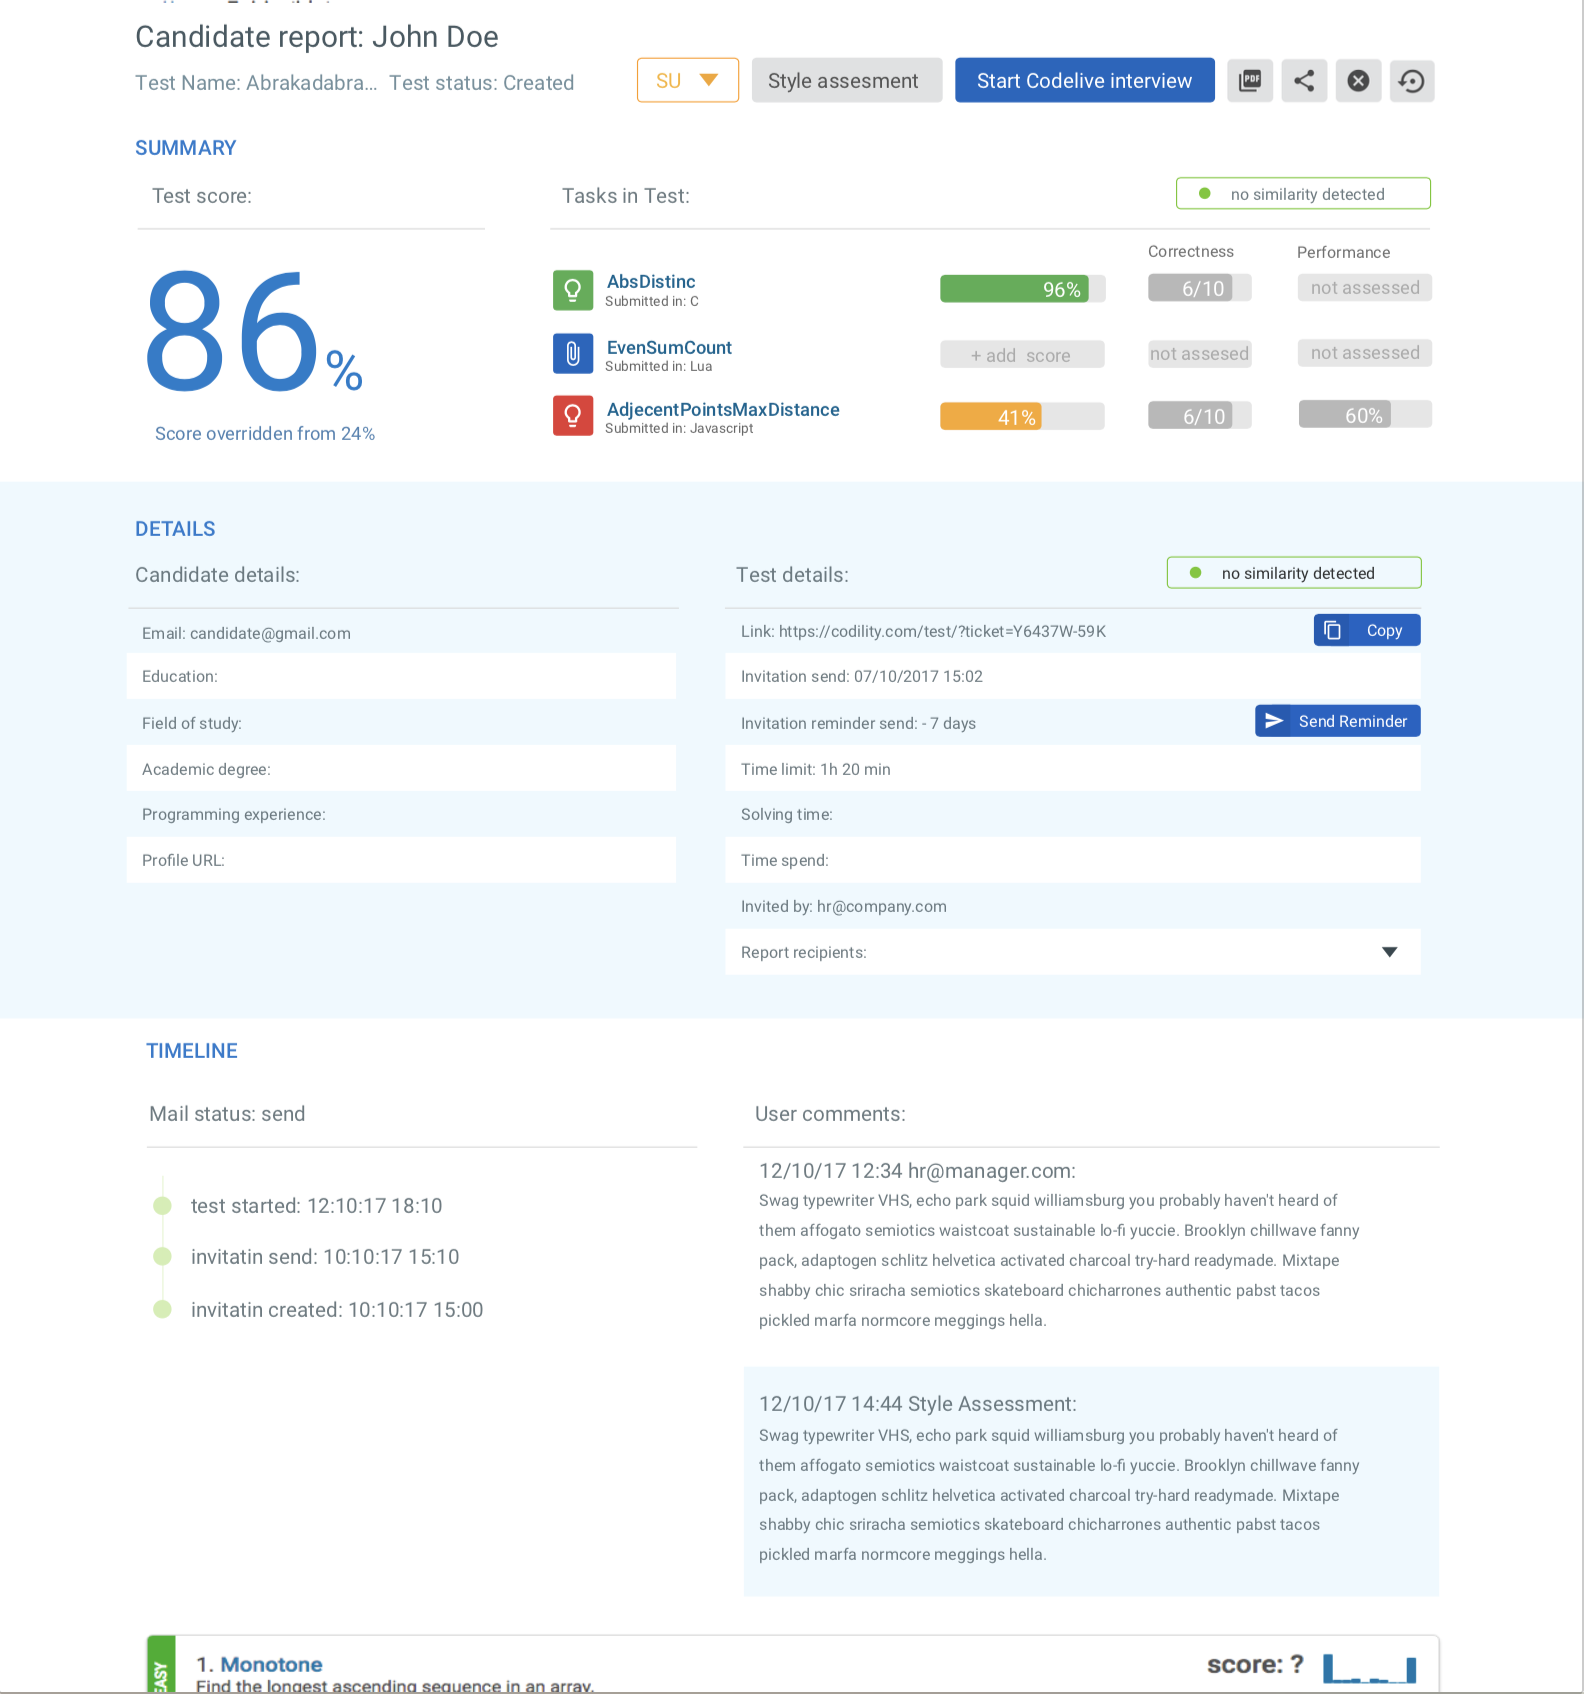 Candidate report: John Doe
Test Name: Abrakadabra... Test status: Created
SU
Style assesment
Start Codelive interview
PDF
SUMMARY
Test score:
Tasks in Test:
no similarity detected
Correctness
Performance
86%
Score overridden from 24%
AbsDistinc
Submitted in: C
96%
6/10
not assessed
EvenSumCount
Submitted in: Lua
+ add score
not assesed
not assessed
AdjecentPointsMaxDistance
Submitted in: Javascript
41%
6/10
60%
DETAILS
Candidate details:
Email: candidate@gmail.com
Education:
Field of study:
Academic degree:
Programming experience:
Profile URL:
Test details:
no similarity detected
Link: https://codility.com/test/?ticket=Y6437W-59K
Copy
Invitation send: 07/10/2017 15:02
Invitation reminder send: - 7 days
Send Reminder
Time limit: 1h 20 min
Solving time:
Time spend:
Invited by: hr@company.com
Report recipients:
TIMELINE
Mail status: send
test started: 12:10:17 18:10
invitatin send: 10:10:17 15:10
invitatin created: 10:10:17 15:00
User comments:
12/10/17 12:34 hr@manager.com:
Swag typewriter VHS, echo park squid williamsburg you probably haven't heard of
them affogato semiotics waistcoat sustainable lo-fi yuccie. Brooklyn chillwave fanny
pack, adaptogen schlitz helvetica activated charcoal try-hard readymade. Mixtape
shabby chic sriracha semiotics skateboard chicharrones authentic pabst tacos
pickled marfa normcore meggings hella.
12/10/17 14:44 Style Assessment:
Swag typewriter VHS, echo park squid williamsburg you probably haven't heard of
them affogato semiotics waistcoat sustainable lo-fi yuccie. Brooklyn chillwave fanny
pack, adaptogen schlitz helvetica activated charcoal try-hard readymade. Mixtape
shabby chic sriracha semiotics skateboard chicharrones authentic pabst tacos
pickled marfa normcore meggings hella.
EASY
1. Monotone
score: ?
Find the longest ascending sequence in an array.